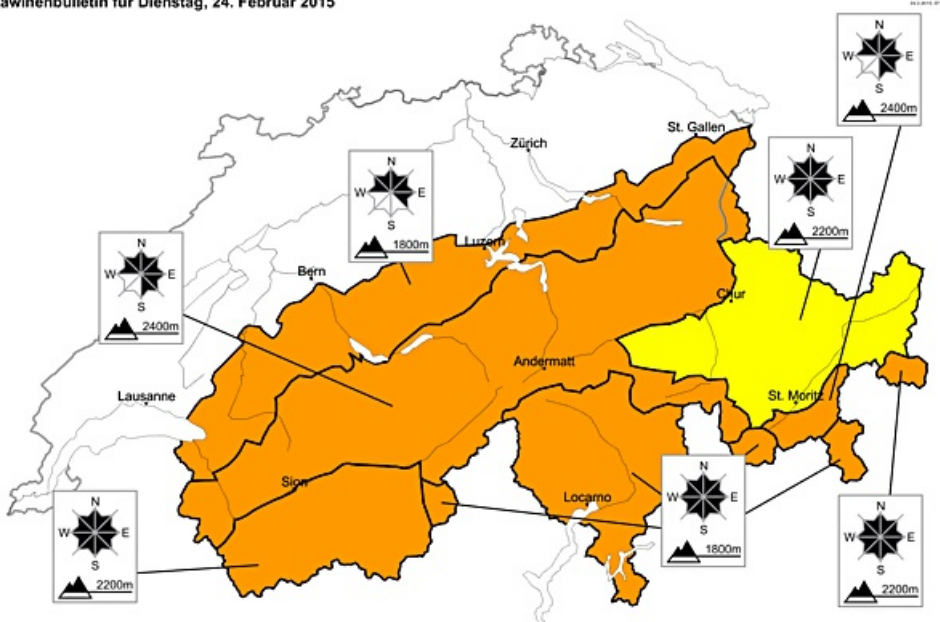 awinenbulletin für Dienstag, 24. Februar 2015
N
W E
S
2400m
St. Gallen
Zürich
N
W E
S
2200m
N
W E
S
1800m
Luzern
N
W E
S
2400m
Bern
Chur
Andermatt
Lausanne
St. Moritz
Sion
Locarno
N
W E
S
2200m
N
W E
S
1800m
N
W E
S
2200m